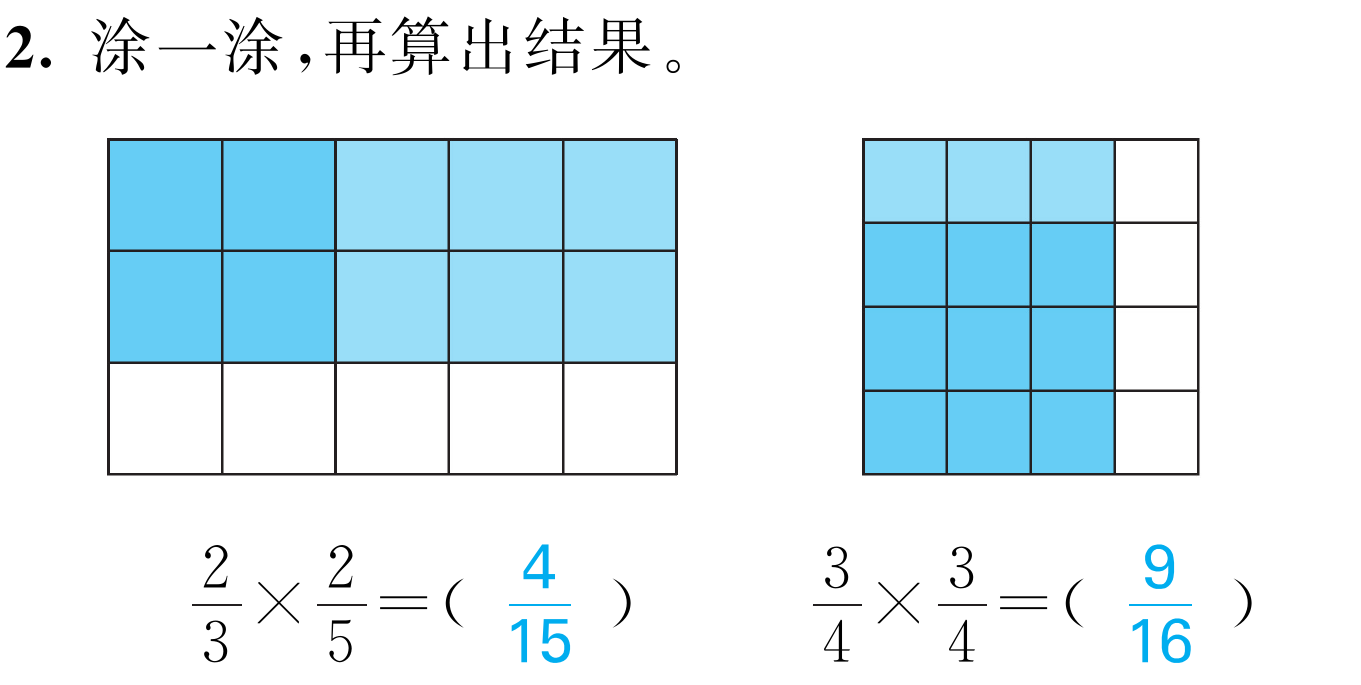 2. 涂一涂,再算出结果。
2/3×2/5=( 4/15 ) 3/4×3/4=( 9/16 )